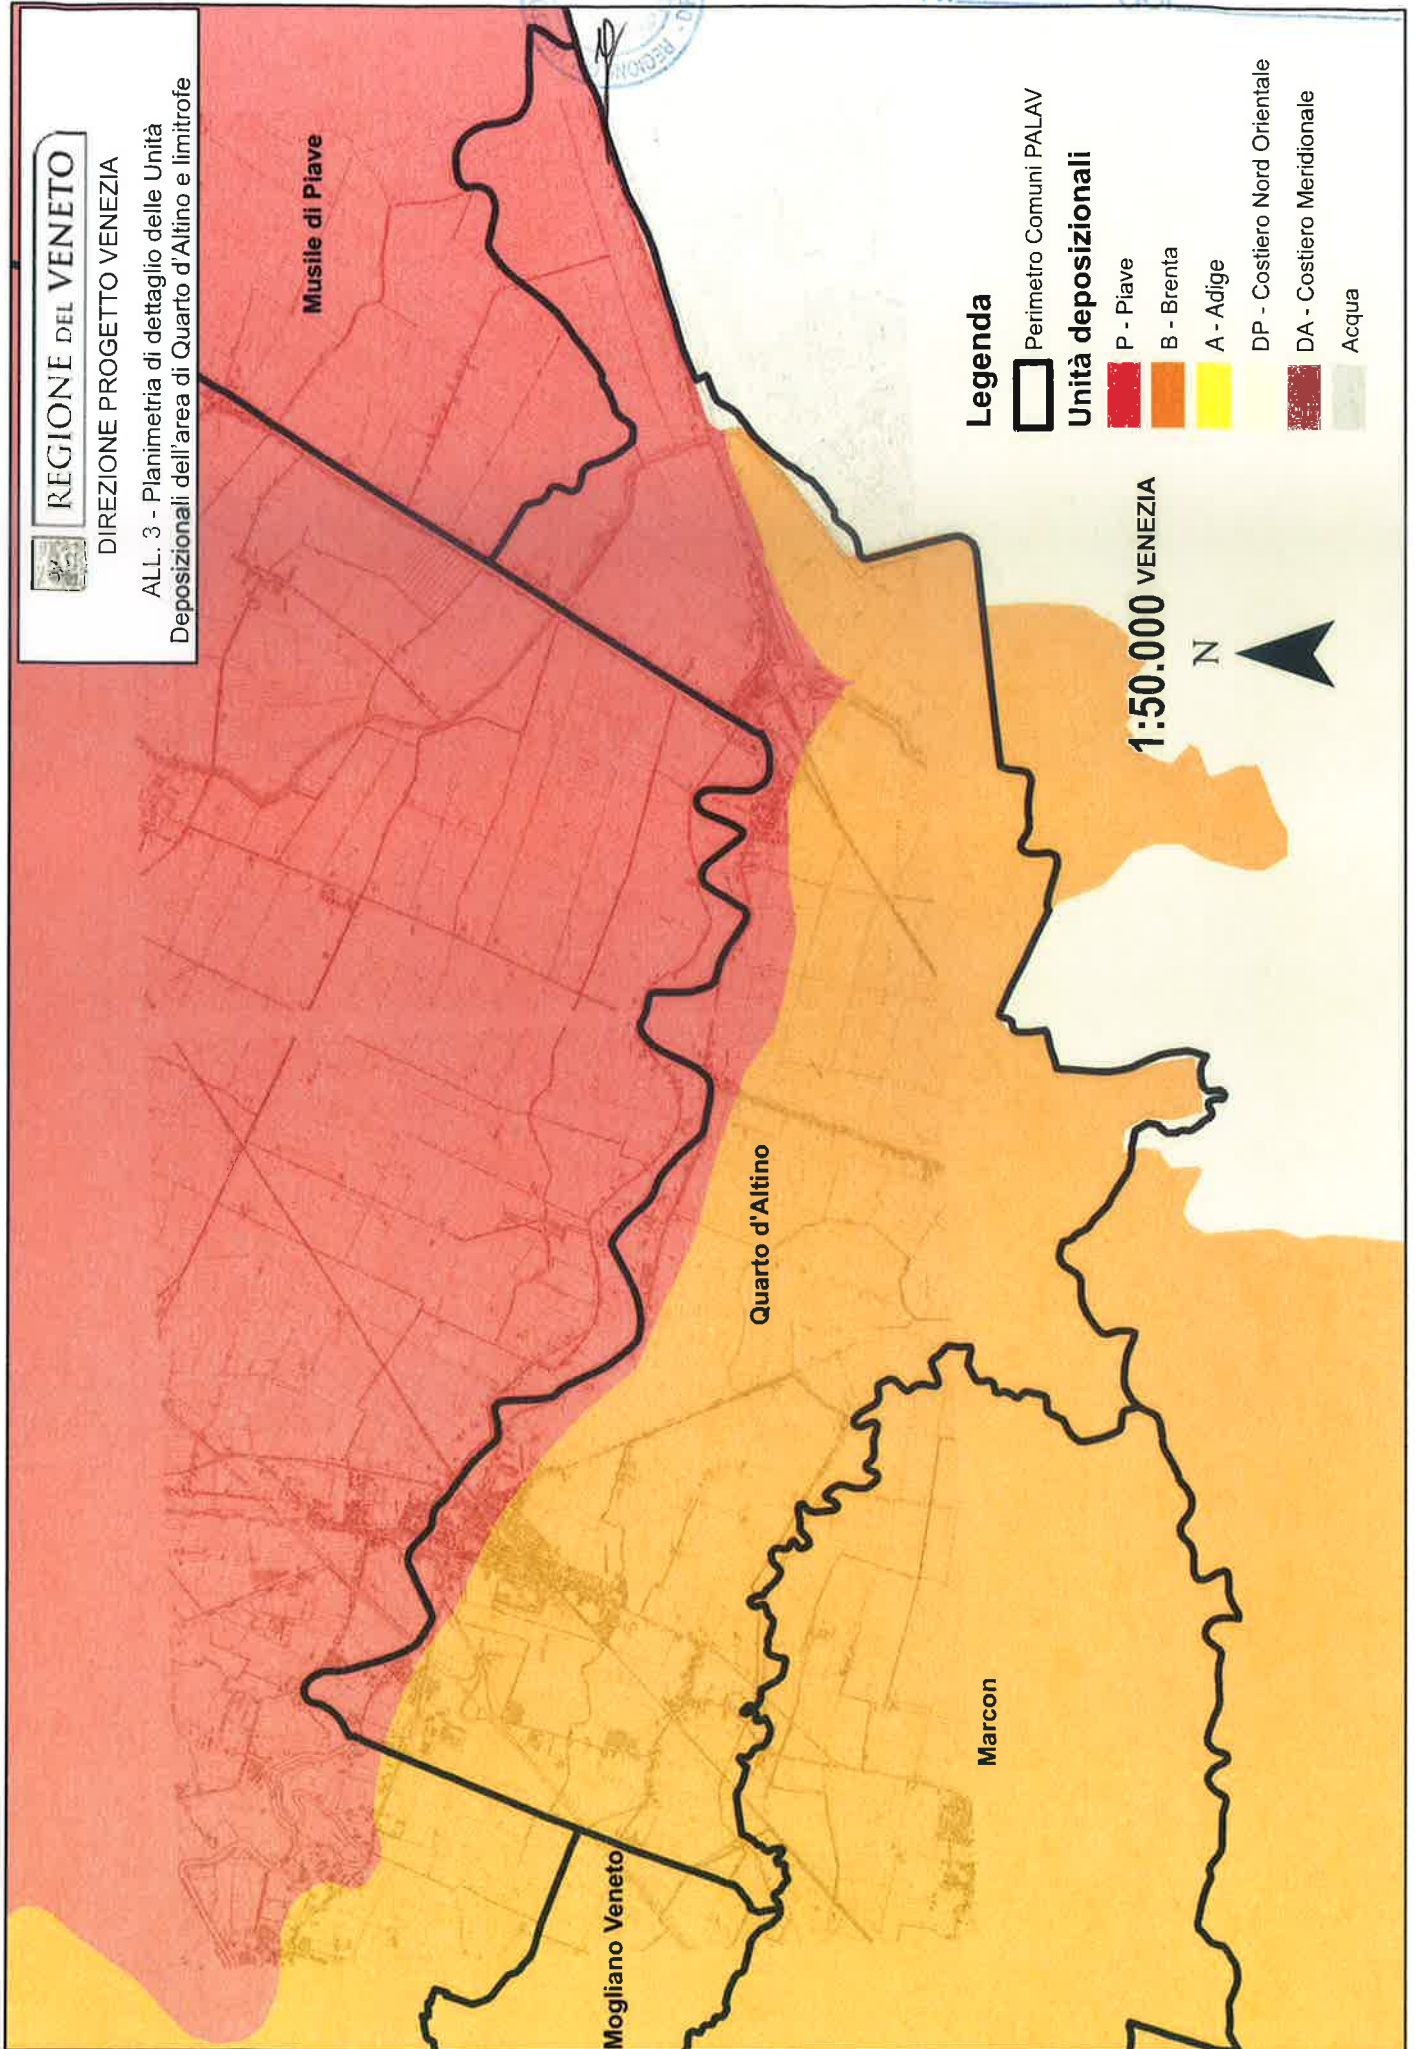 REGIONE DEL VENETO
DIREZIONE PROGETTO VENEZIA
ALL. 3 - Planimetria di dettaglio delle Unità
Deposizionali dell'area di Quarto d'Altino e limitrofe
Musile di Piave
Quarto d'Altino
Mogliano Veneto
Marcon
Legenda
Perimetro Comuni PALAV
Unità deposizionali
P - Piave
B - Brenta
A - Adige
DP - Costiero Nord Orientale
DA - Costiero Meridionale
Acqua
1:50.000 VENEZIA
N